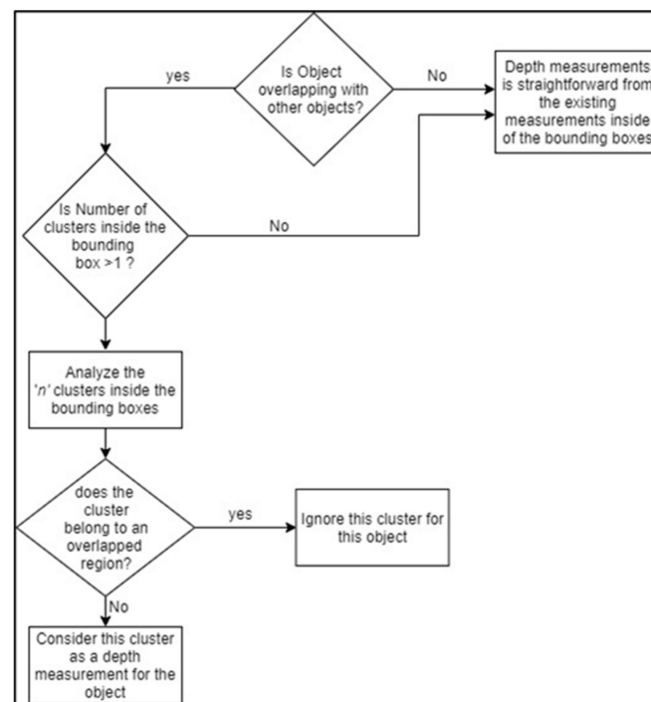 Is Object
overlapping with
other objects?
yes
No
Depth measurements
is straightforward from
the existing
measurements inside
of the bounding boxes
Is Number of
clusters inside the
bounding
box >1 ?
No
Analyze the
'n' clusters inside the
bounding boxes
does the
cluster
belong to an
overlapped
region?
yes
Ignore this cluster for
this object
No
Consider this cluster
as a depth
measurement for the
object